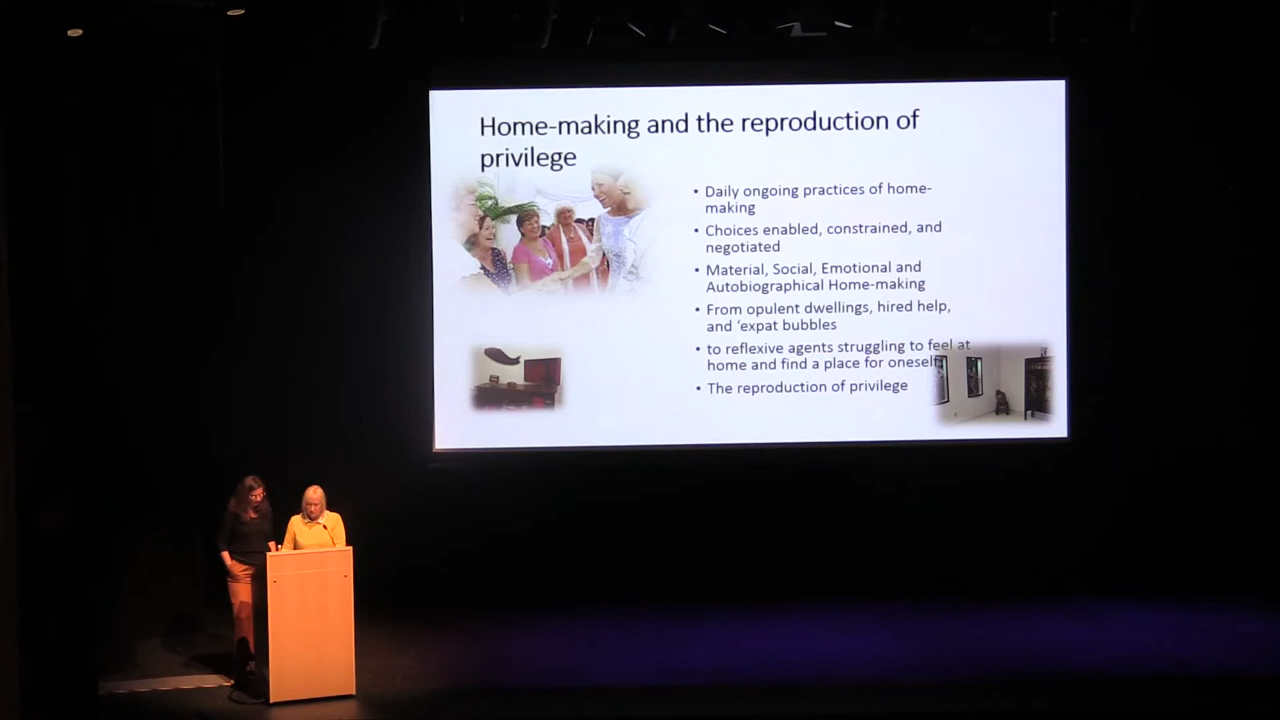 Home-making and the reproduction of
privilege
• Daily ongoing practices of home-
making
• Choices enabled, constrained, and
negotiated
• Material, Social, Emotional and
Autobiographical Home-making
• From opulent dwellings, hired help,
and ‘expat bubbles
• to reflexive agents struggling to feel at
home and find a place for oneself
• The reproduction of privilege